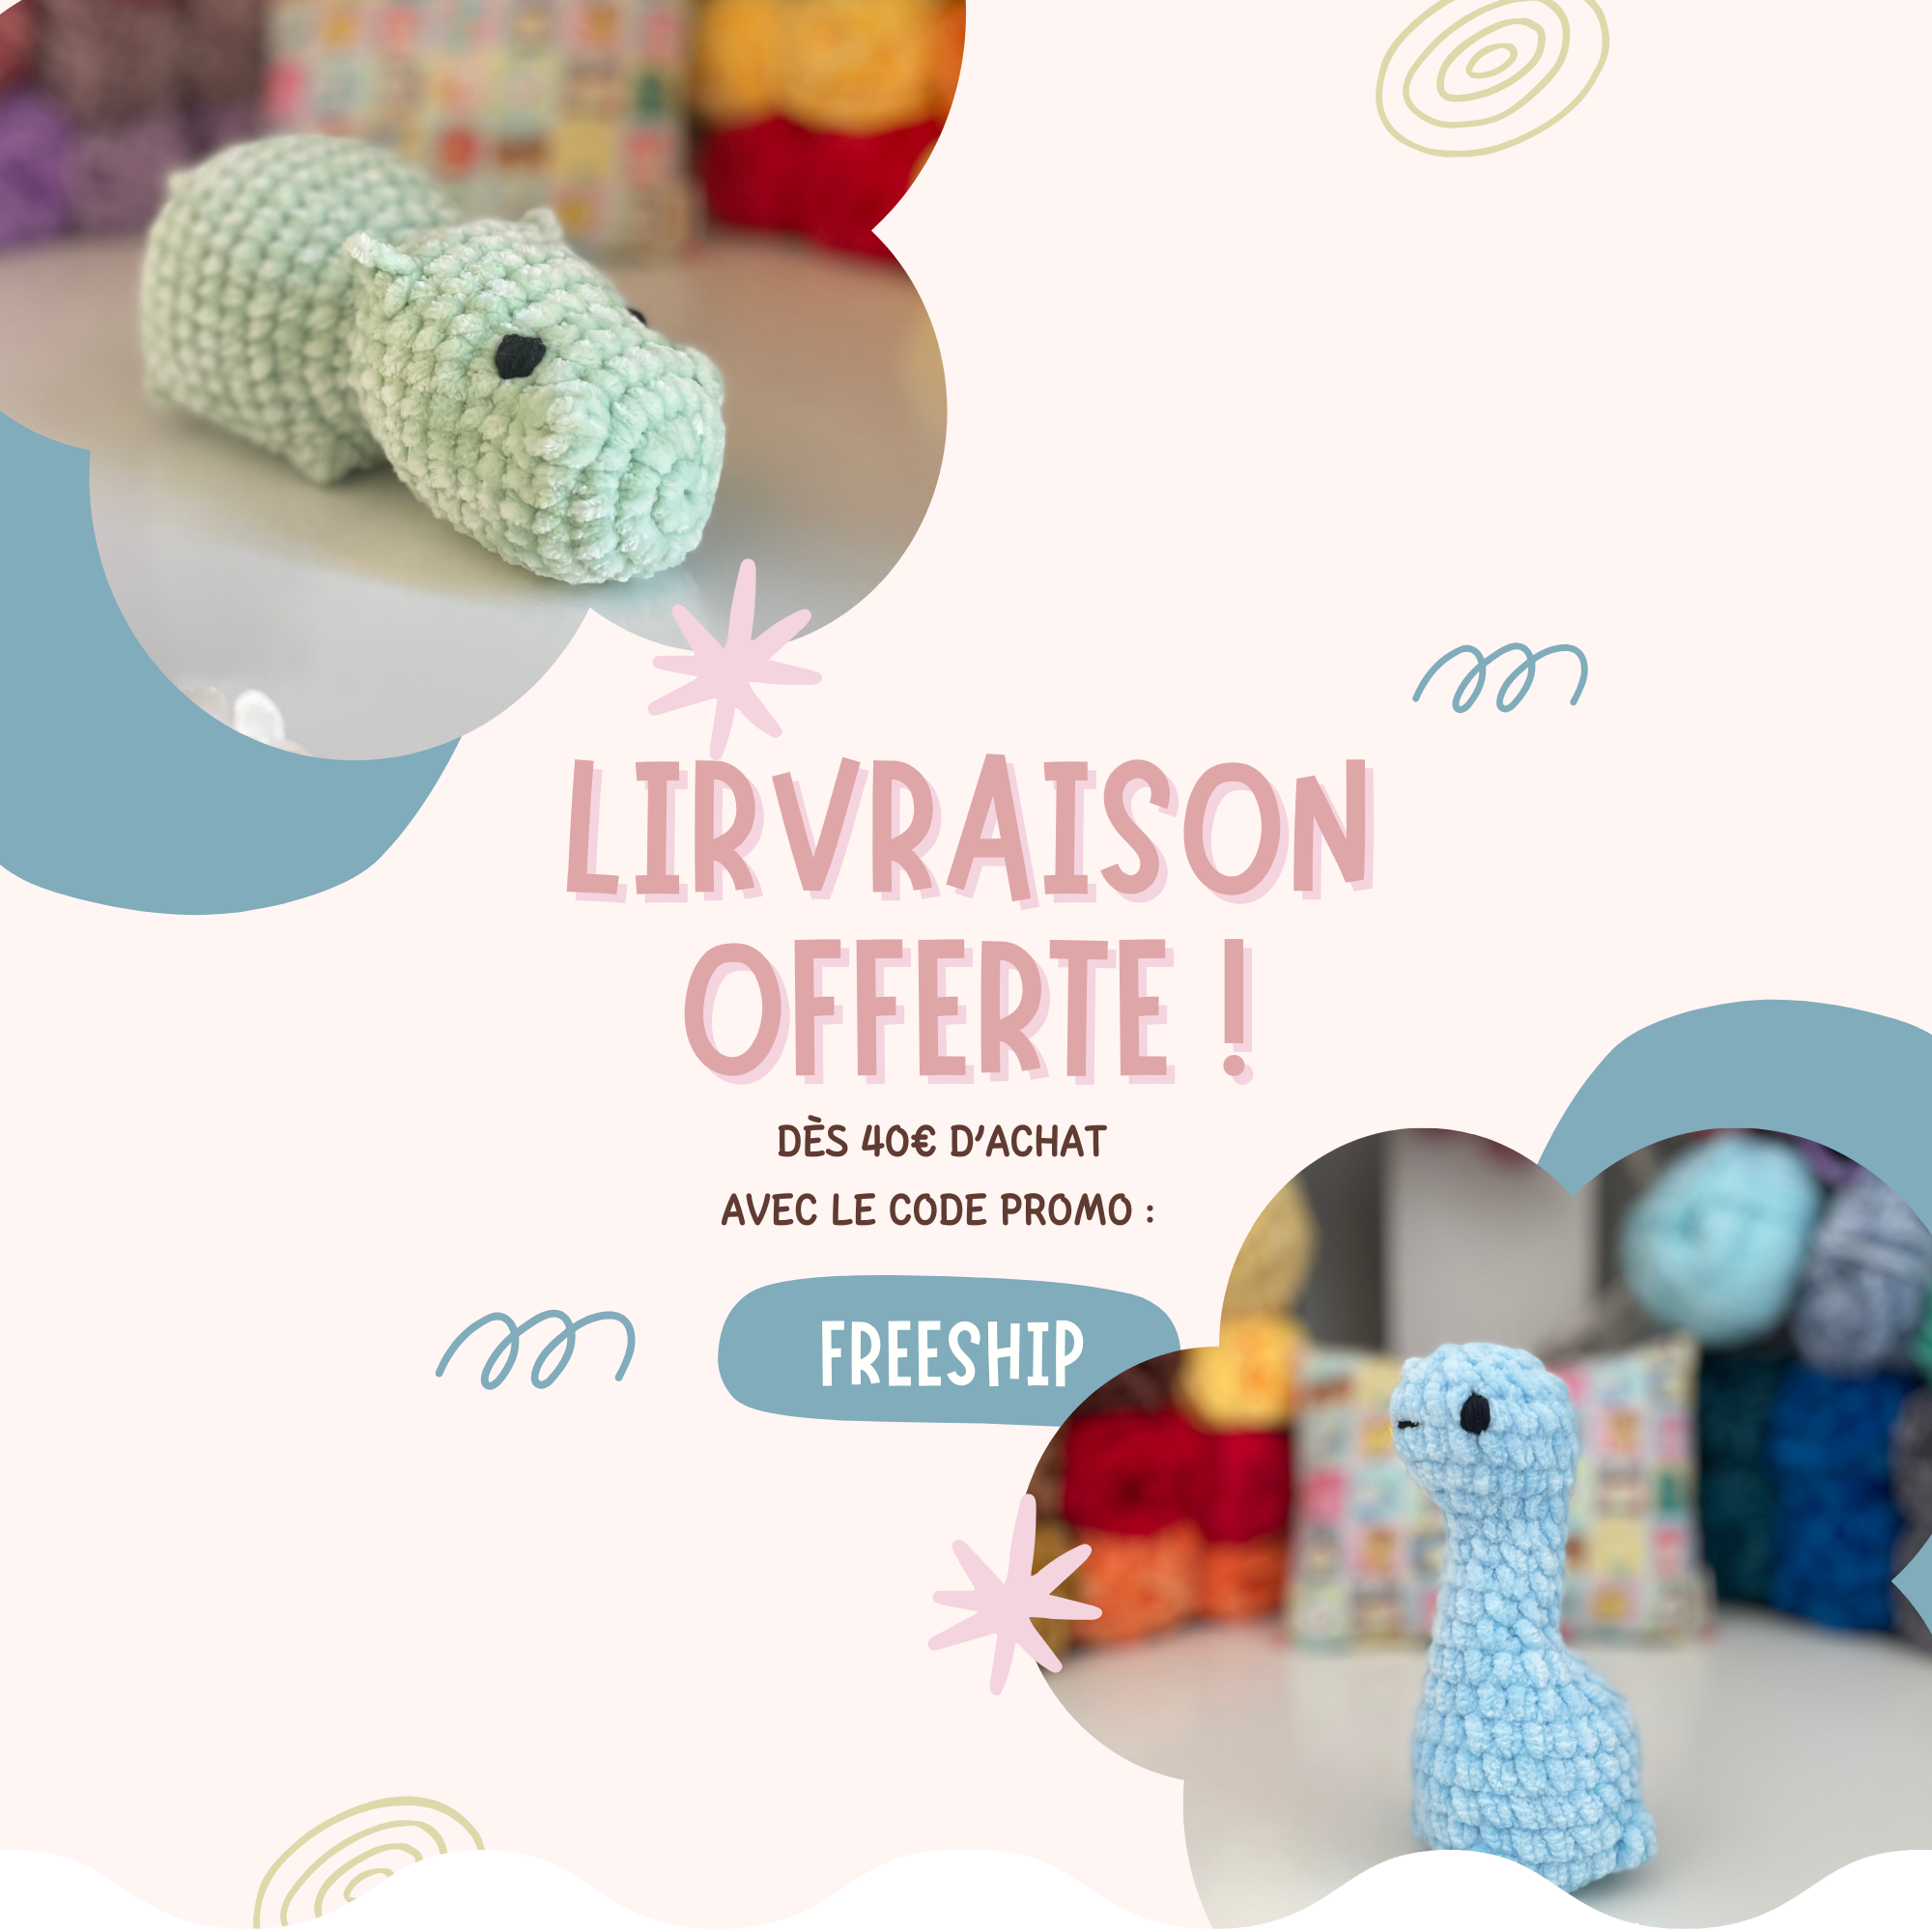 LIRVRAISON
OFFERTE !
DÈS 40€ D'ACHAT
AVEC LE CODE PROMO :
FREESHIP